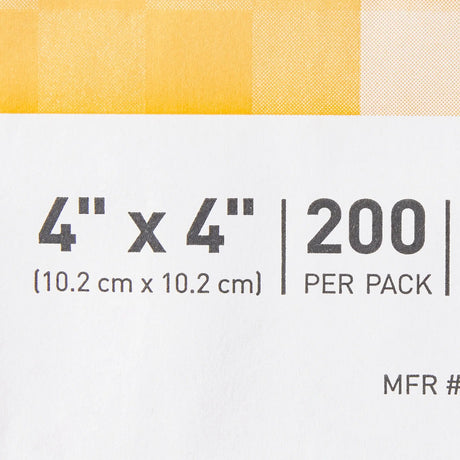 4" x 4" | 200 |
(10.2 cm x 10.2 cm) PER PACK
MFR #